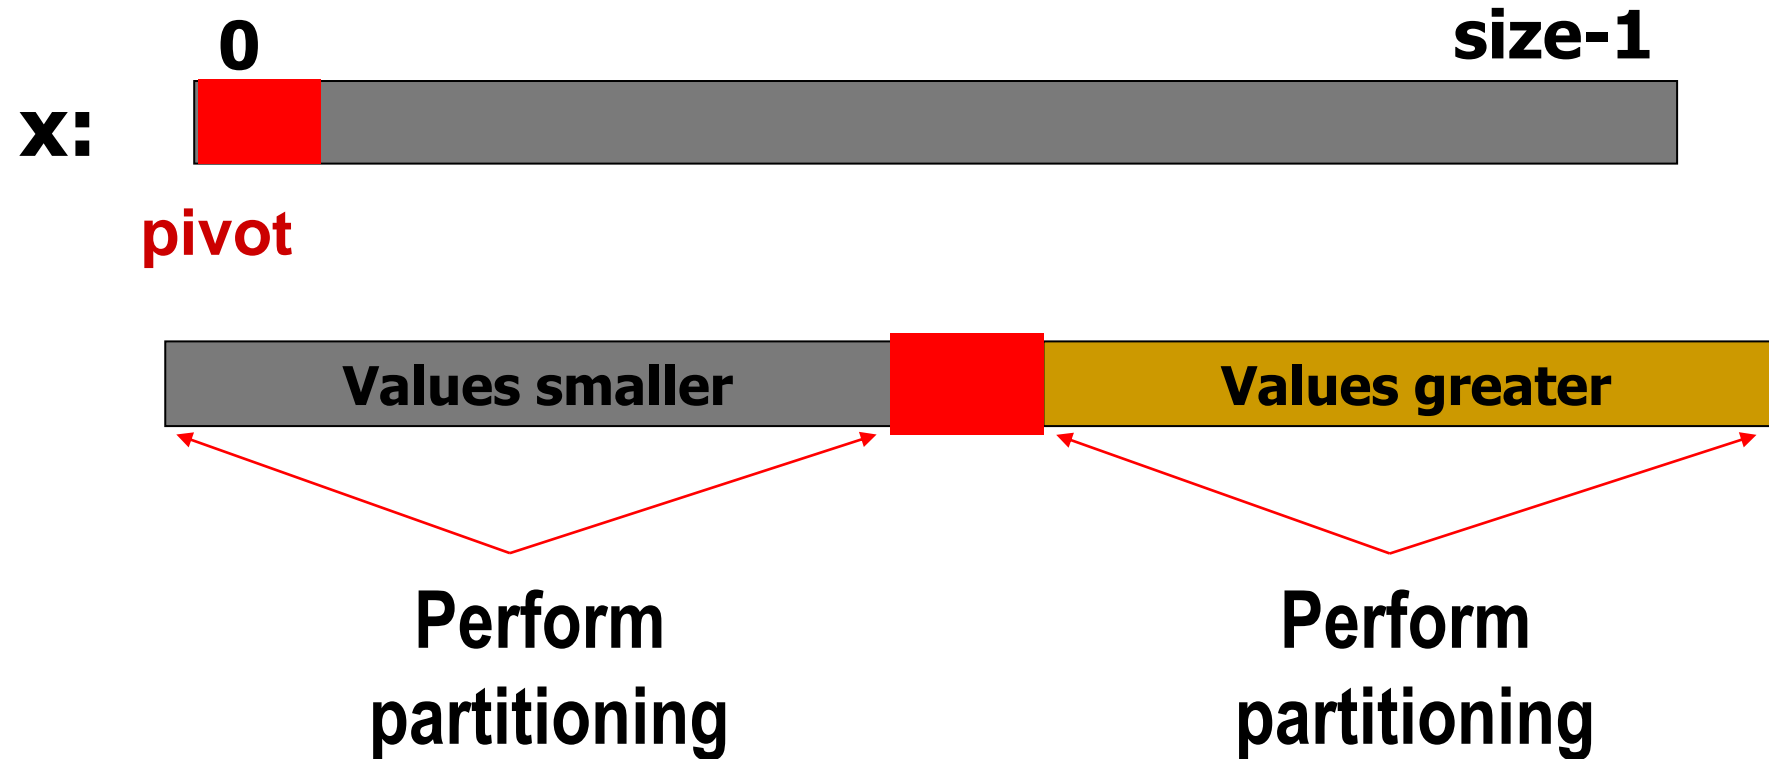 0 size-1
x:
pivot
Values smaller Values greater
Perform Perform
partitioning partitioning